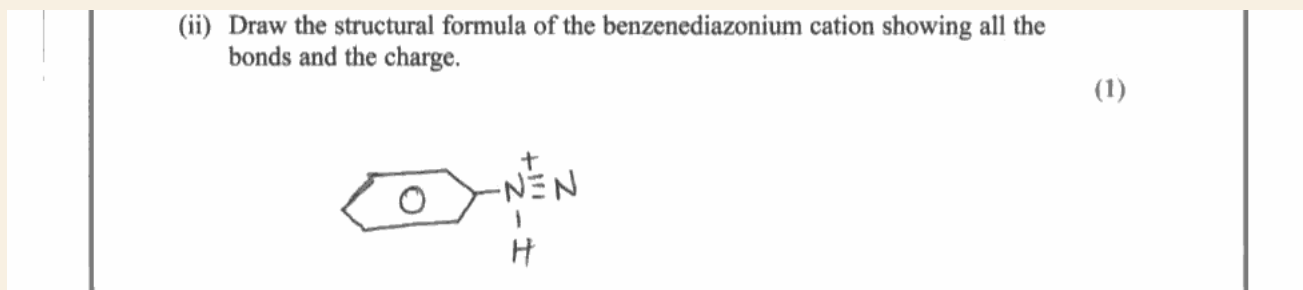 (ii) Draw the structural formula of the benzenediazonium cation showing all the
bonds and the charge.
(1)
+
-N≡N
H